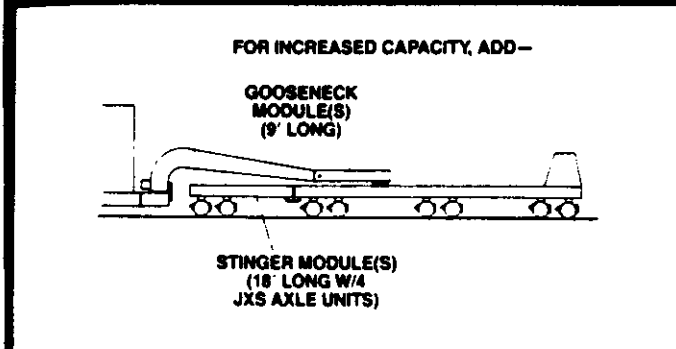 FOR INCREASED CAPACITY, ADD—
GOOSENECK
MODULE(S)
(9' LONG)
STINGER MODULE(S)
(18' LONG W/4
JXS AXLE UNITS)